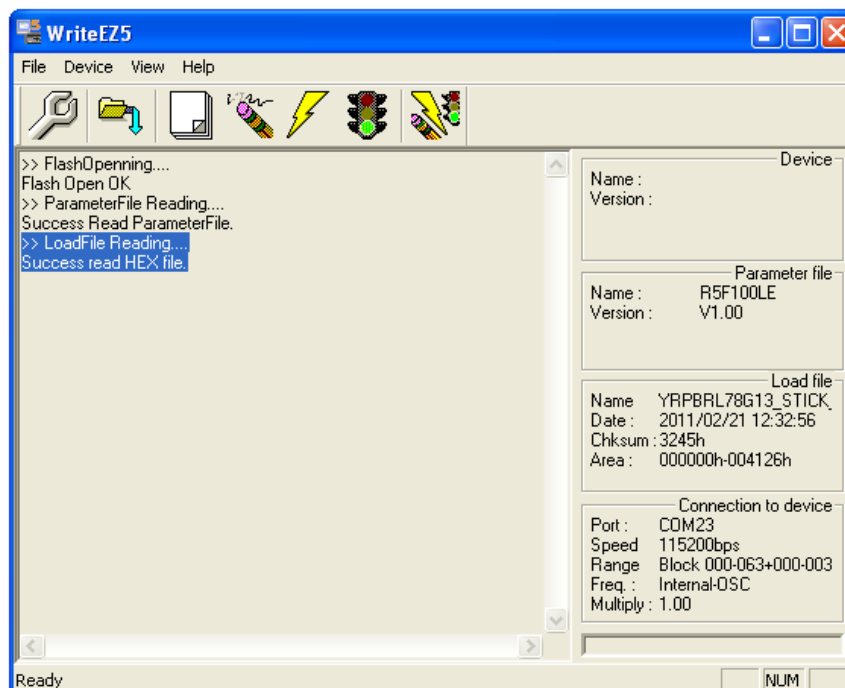 WriteEZ5
File Device View Help
>> FlashOpenning....
Flash Open OK
>> ParameterFile Reading....
Success Read ParameterFile.
>> LoadFile Reading....
Success read HEX file.
Device
Name :
Version :
Parameter file
Name : R5F100LE
Version : V1.00
Load file
Name YRPBRL78G13_STICK_
Date : 2011/02/21 12:32:56
Chksum : 3245h
Area : 000000h-004126h
Connection to device
Port : COM23
Speed 115200bps
Range Block 000-063+000-003
Freq. : Internal-OSC
Multiply : 1.00
Ready
NUM